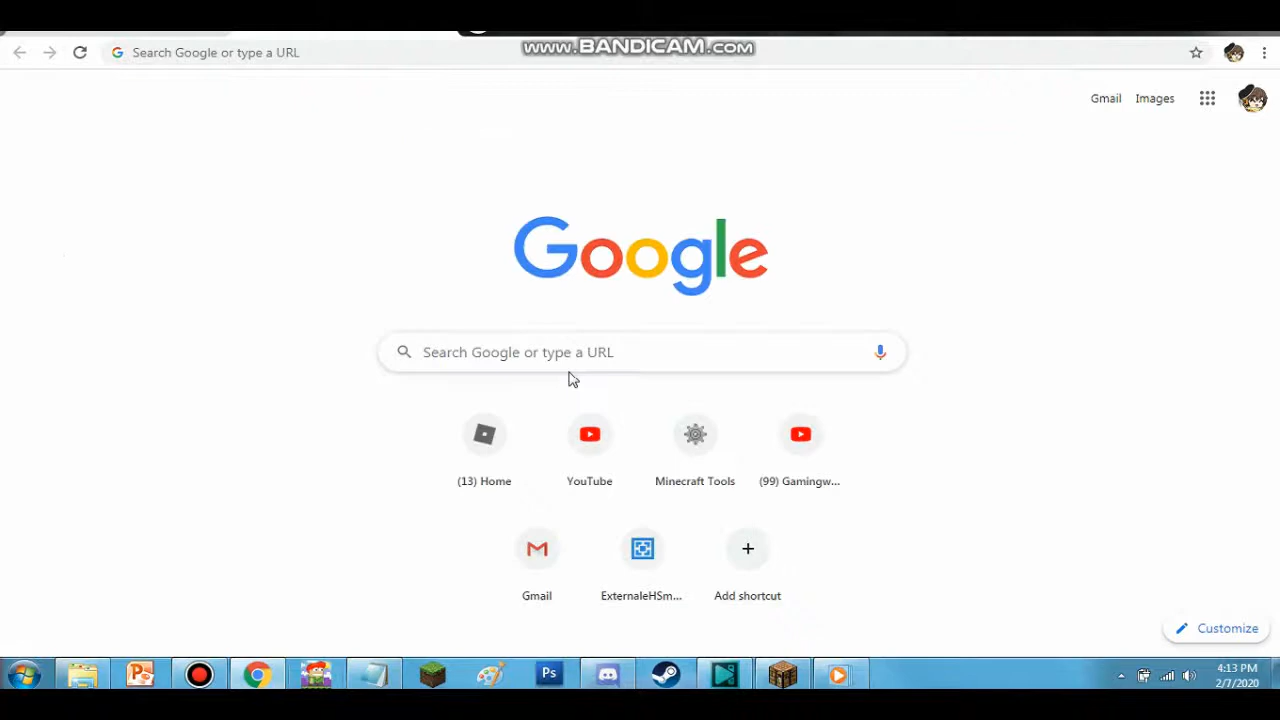 www.BANDICAM.com
Search Google or type a URL
Gmail Images
Google
Search Google or type a URL
(13) Home YouTube Minecraft Tools (99) Gamingw...
Gmail ExternaleHSm... Add shortcut
Customize
Ps
4:13 PM
2/7/2020